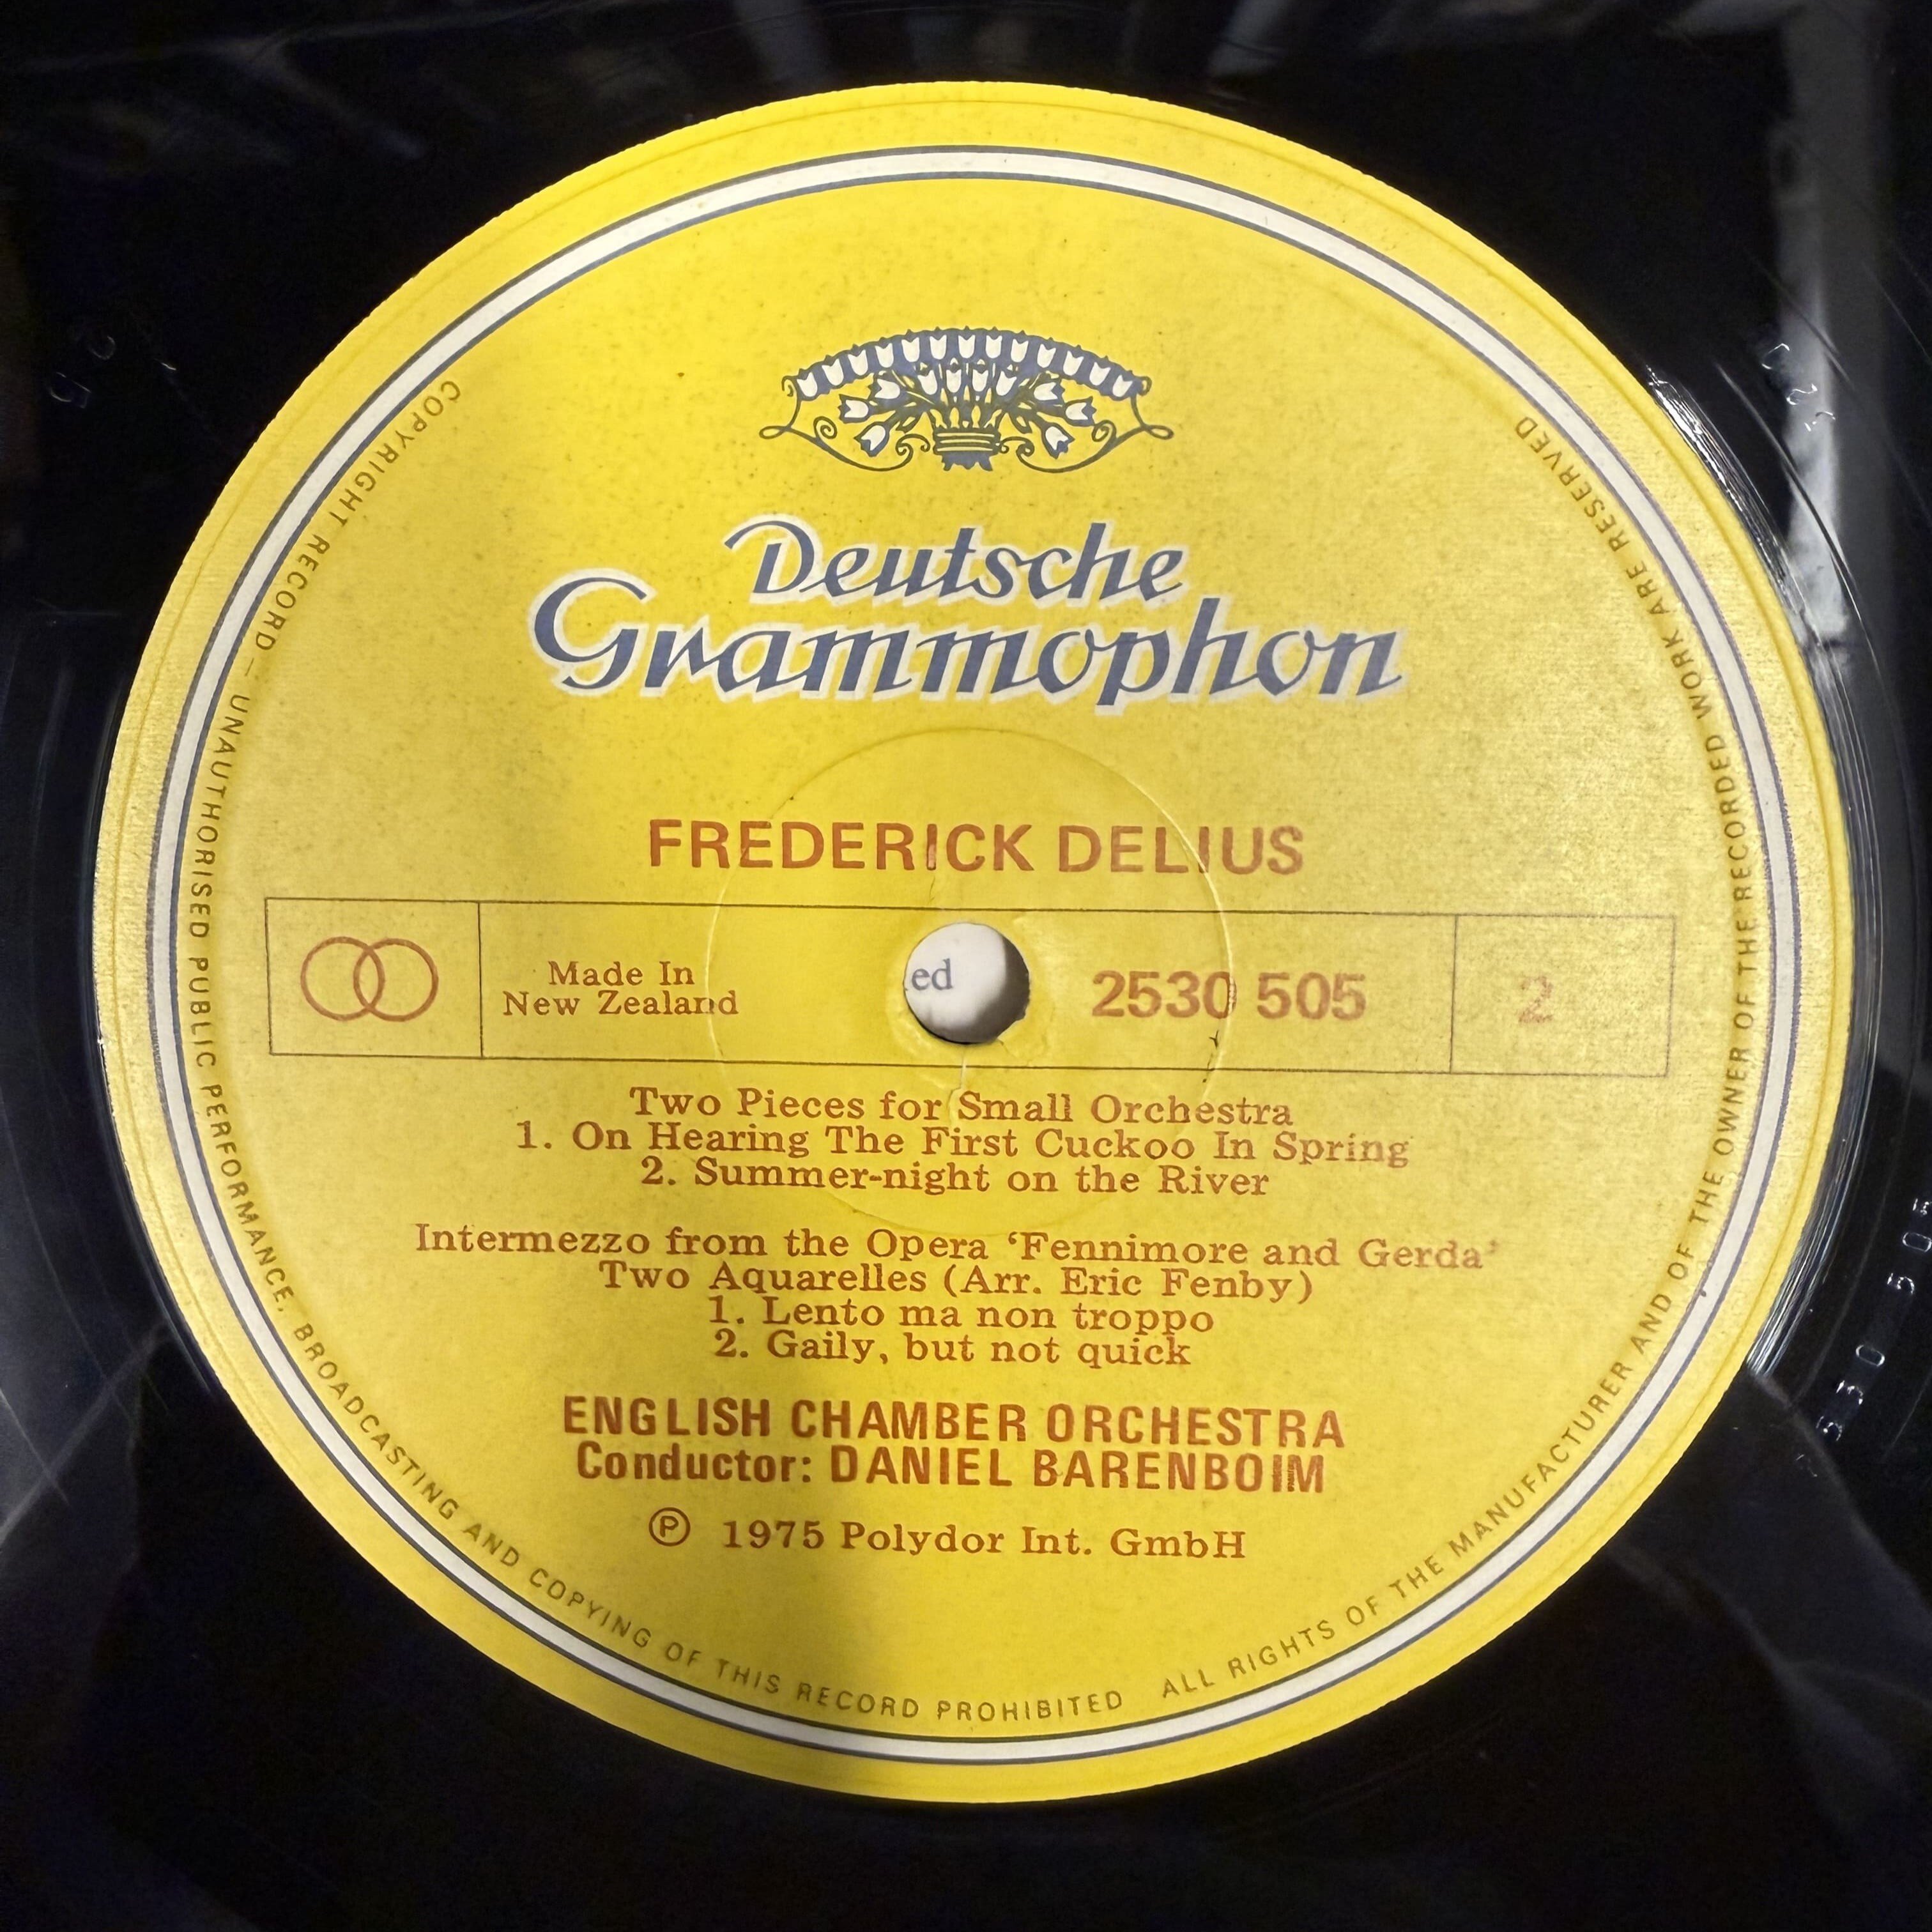 Deutsche
Grammophon
FREDERICK DELIUS
Made In
New Zealand
ed
2530 505
2
Two Pieces for Small Orchestra
1. On Hearing The First Cuckoo In Spring
2. Summer-night on the River
Intermezzo from the Opera ‘Fennimore and Gerda’
Two Aquarelles (Arr. Eric Fenby)
1. Lento ma non troppo
2. Gaily, but not quick
ENGLISH CHAMBER ORCHESTRA
Conductor: DANIEL BARENBOIM
℗ 1975 Polydor Int. GmbH
COPYRIGHT RECORD – UNAUTHORISED PUBLIC PERFORMANCE, BROADCASTING AND COPYING OF THIS RECORD PROHIBITED ALL RIGHTS OF THE MANUFACTURER AND OF THE OWNER OF THE RECORDED WORK ARE RESERVED